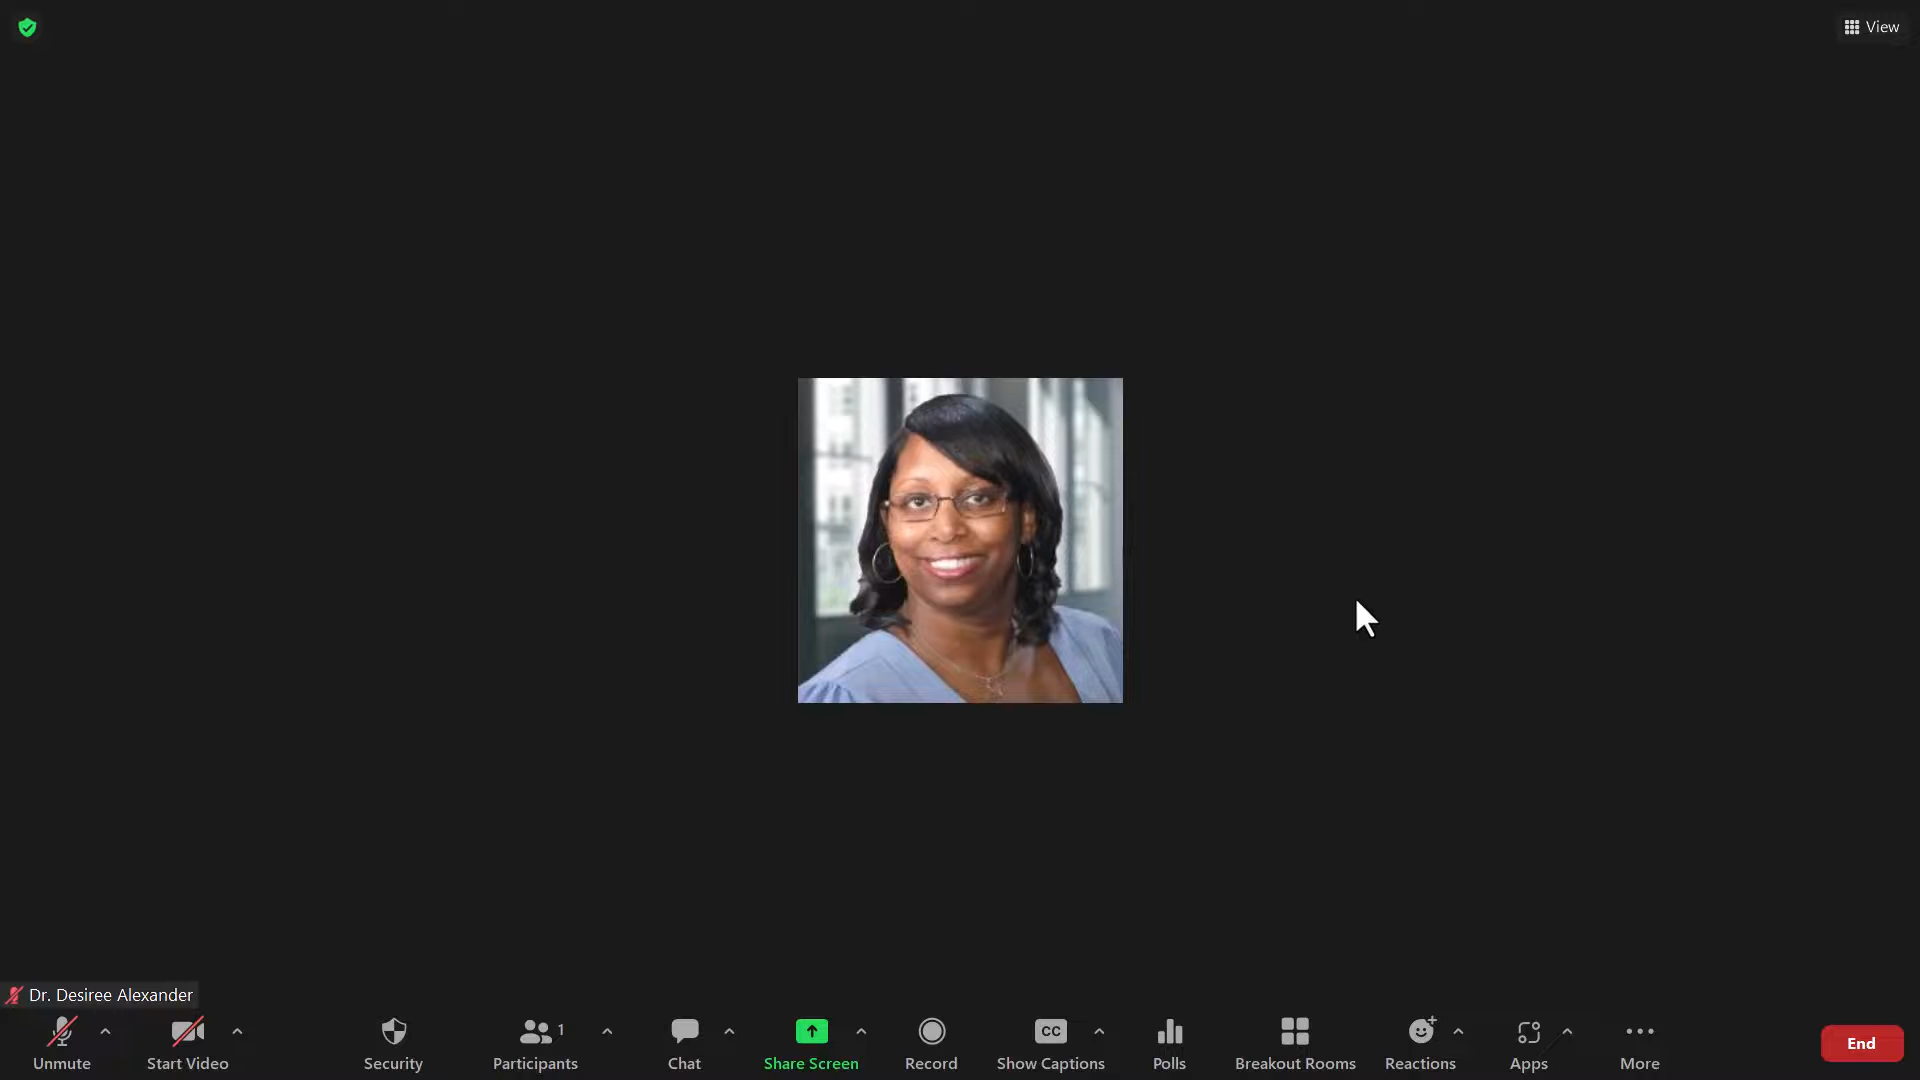 View
Dr. Desiree Alexander
Unmute
Start Video
Security
1
Participants
Chat
Share Screen
Record
CC
Show Captions
Polls
Breakout Rooms
Reactions
Apps
More
End